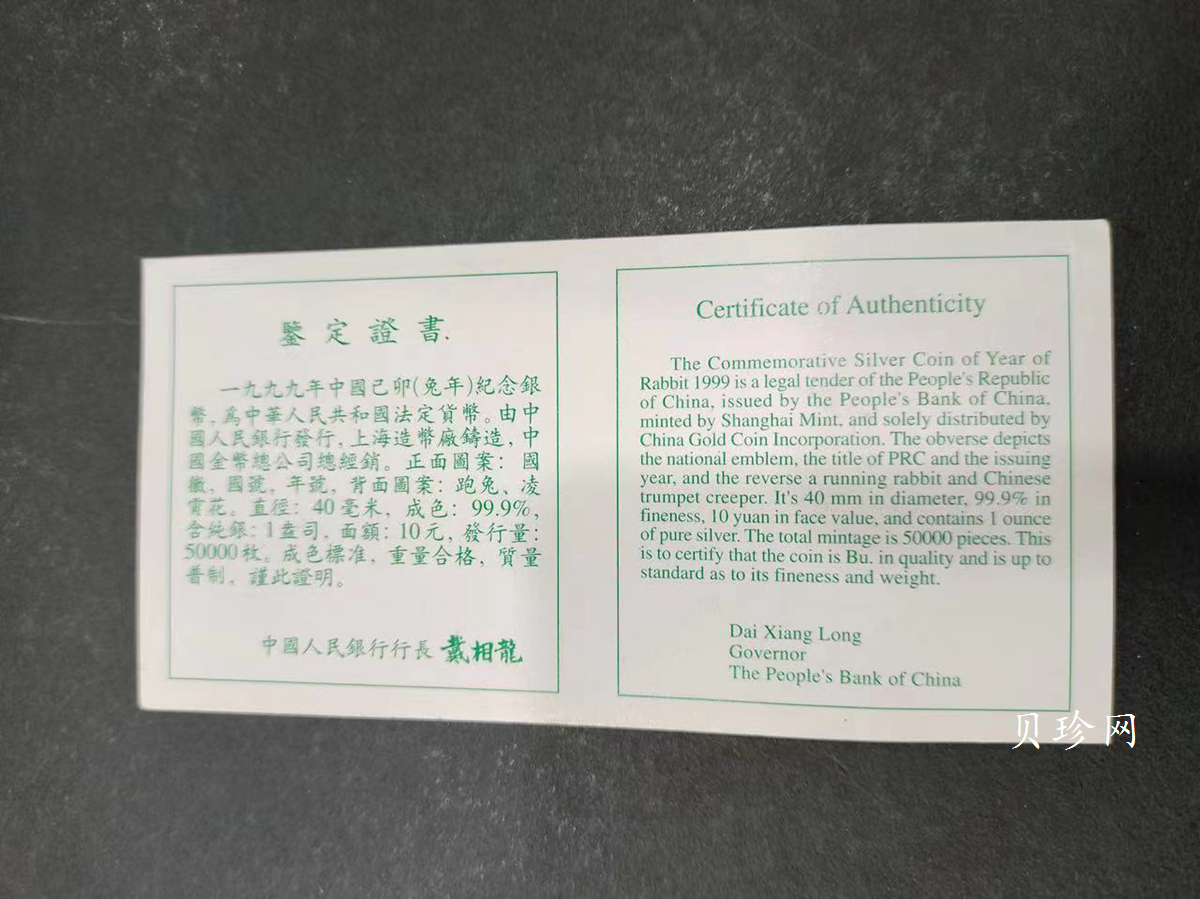 鑒定證書.
一九九九年中國己卯(兔年)紀念銀
幣,爲中華人民共和國法定貨幣。由中
國人民銀行發行,上海造幣廠鑄造,中
國金幣總公司總經銷。正面圖案:國
徽、國號、年號,背面圖案:跑兔、凌
霄花。直徑:40毫米,成色:99.9%,
含純銀:1盎司,面額:10元,發行量:
50000枚。成色標准,重量合格,質量
普制,謹此證明。
中國人民銀行行長 戴相龍
Certificate of Authenticity
The Commemorative Silver Coin of Year of
Rabbit 1999 is a legal tender of the People's Republic
of China, issued by the People's Bank of China,
minted by Shanghai Mint, and solely distributed by
China Gold Coin Incorporation. The obverse depicts
the national emblem, the title of PRC and the issuing
year, and the reverse a running rabbit and Chinese
trumpet creeper. It's 40 mm in diameter, 99.9% in
fineness, 10 yuan in face value, and contains 1 ounce
of pure silver. The total mintage is 50000 pieces. This
is to certify that the coin is Bu. in quality and is up to
standard as to its fineness and weight.
Dai Xiang Long
Governor
The People's Bank of China
贝珍网